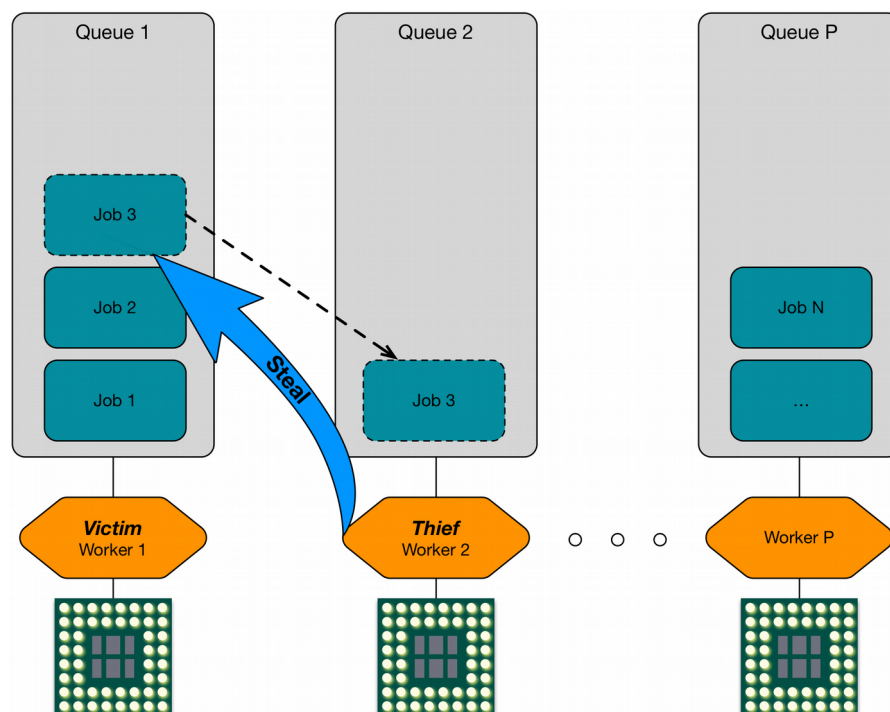 Queue 1
Queue 2
Queue P
Job 3
Job 2
Job N
Steal
Job 1
Job 3
...
Victim
Worker 1
Thief
Worker 2
Worker P